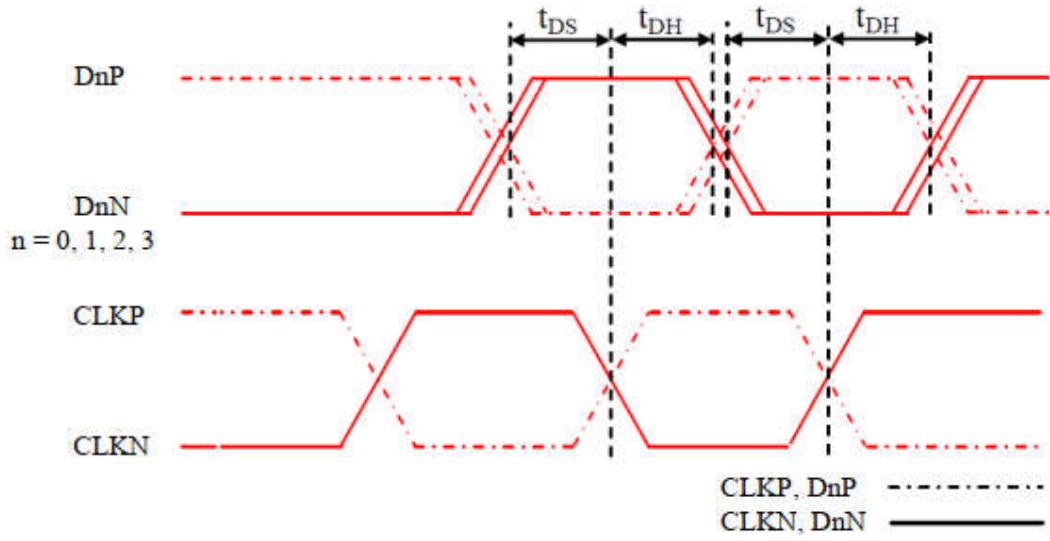 tDS tDH tDS tDH
DnP
DnN
n = 0, 1, 2, 3
CLKP
CLKN
CLKP, DnP
CLKN, DnN